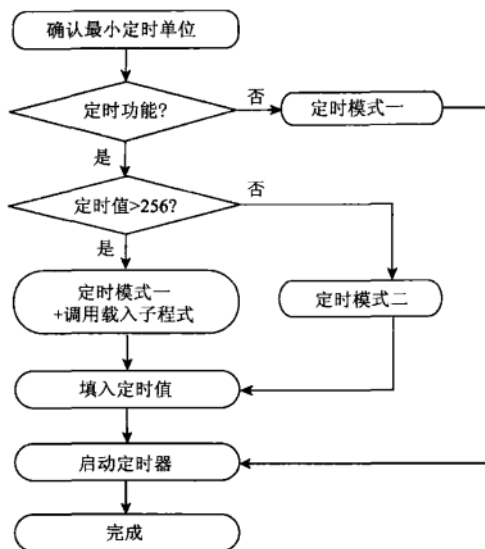 确认最小定时单位
定时功能?
否
定时模式一
是
定时值>256?
否
是
定时模式一
+调用载入子程式
定时模式二
填入定时值
启动定时器
完成